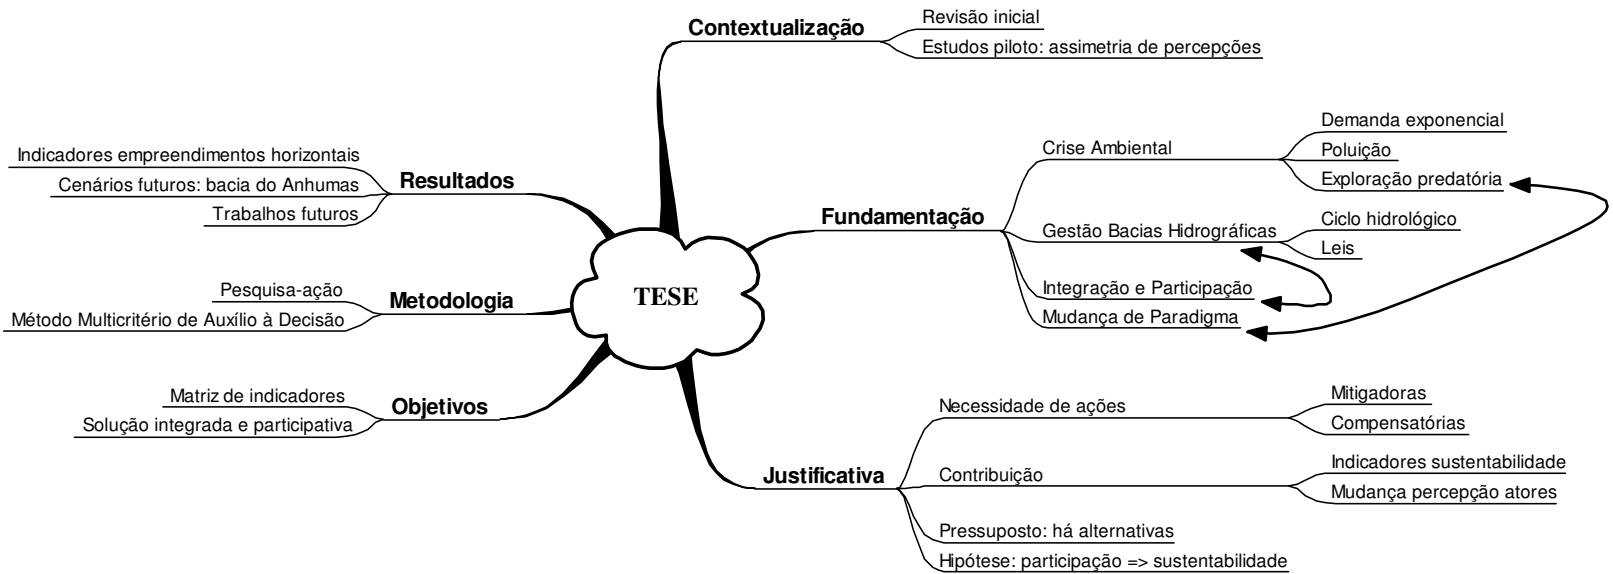 TESE
Contextualização
Revisão inicial
Estudos piloto: assimetria de percepções
Fundamentação
Crise Ambiental
Demanda exponencial
Poluição
Exploração predatória
Gestão Bacias Hidrográficas
Ciclo hidrológico
Leis
Integração e Participação
Mudança de Paradigma
Justificativa
Necessidade de ações
Mitigadoras
Compensatórias
Contribuição
Indicadores sustentabilidade
Mudança percepção atores
Pressuposto: há alternativas
Hipótese: participação => sustentabilidade
Objetivos
Matriz de indicadores
Solução integrada e participativa
Metodologia
Pesquisa-ação
Método Multicritério de Auxílio à Decisão
Resultados
Indicadores empreendimentos horizontais
Cenários futuros: bacia do Anhumas
Trabalhos futuros